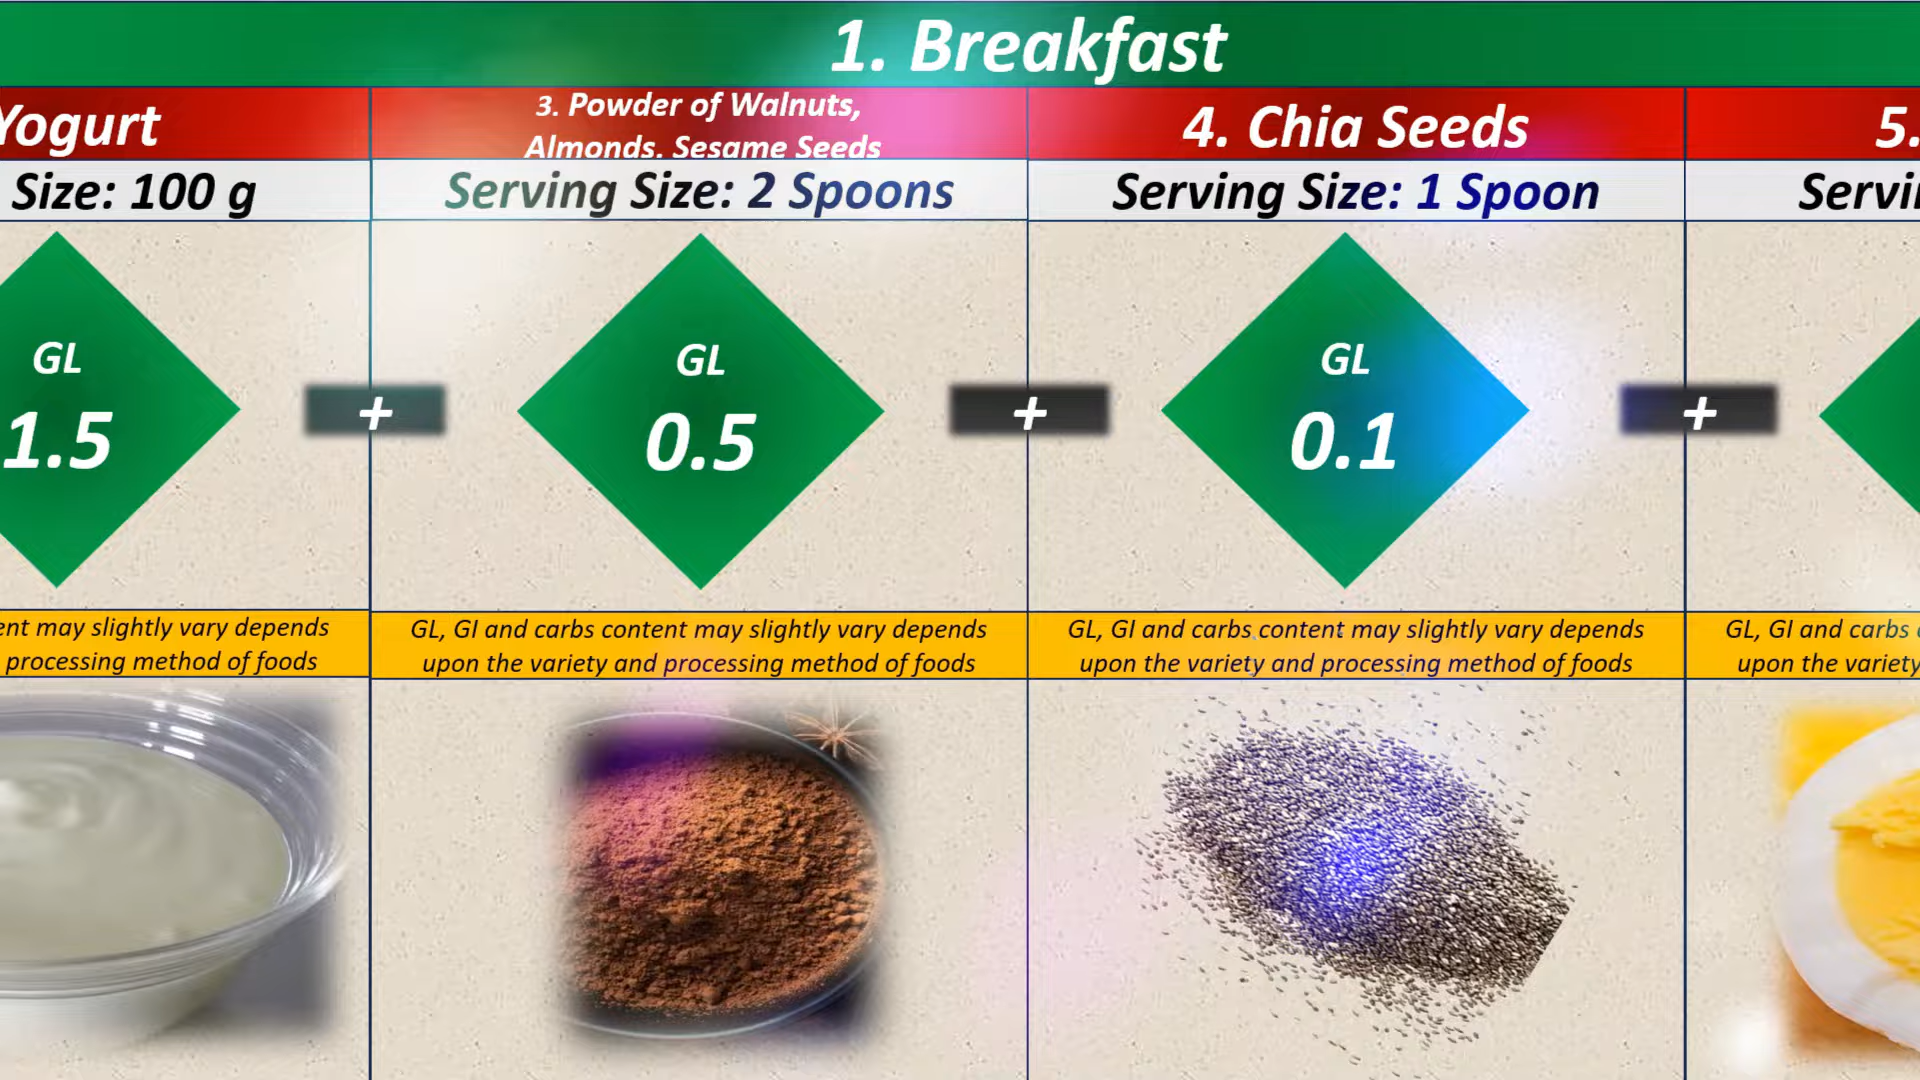 1. Breakfast
Yogurt
3. Powder of Walnuts,
Almonds, Sesame Seeds
4. Chia Seeds
5.
Size: 100 g
Serving Size: 2 Spoons
Serving Size: 1 Spoon
GL
1.5
+
GL
0.5
+
GL
0.1
+
may slightly vary depends
processing method of foods
GL, GI and carbs content may slightly vary depends
upon the variety and processing method of foods
GL, GI and carbs content may slightly vary depends
upon the variety and processing method of foods
GL, GI and carbs
upon the variety